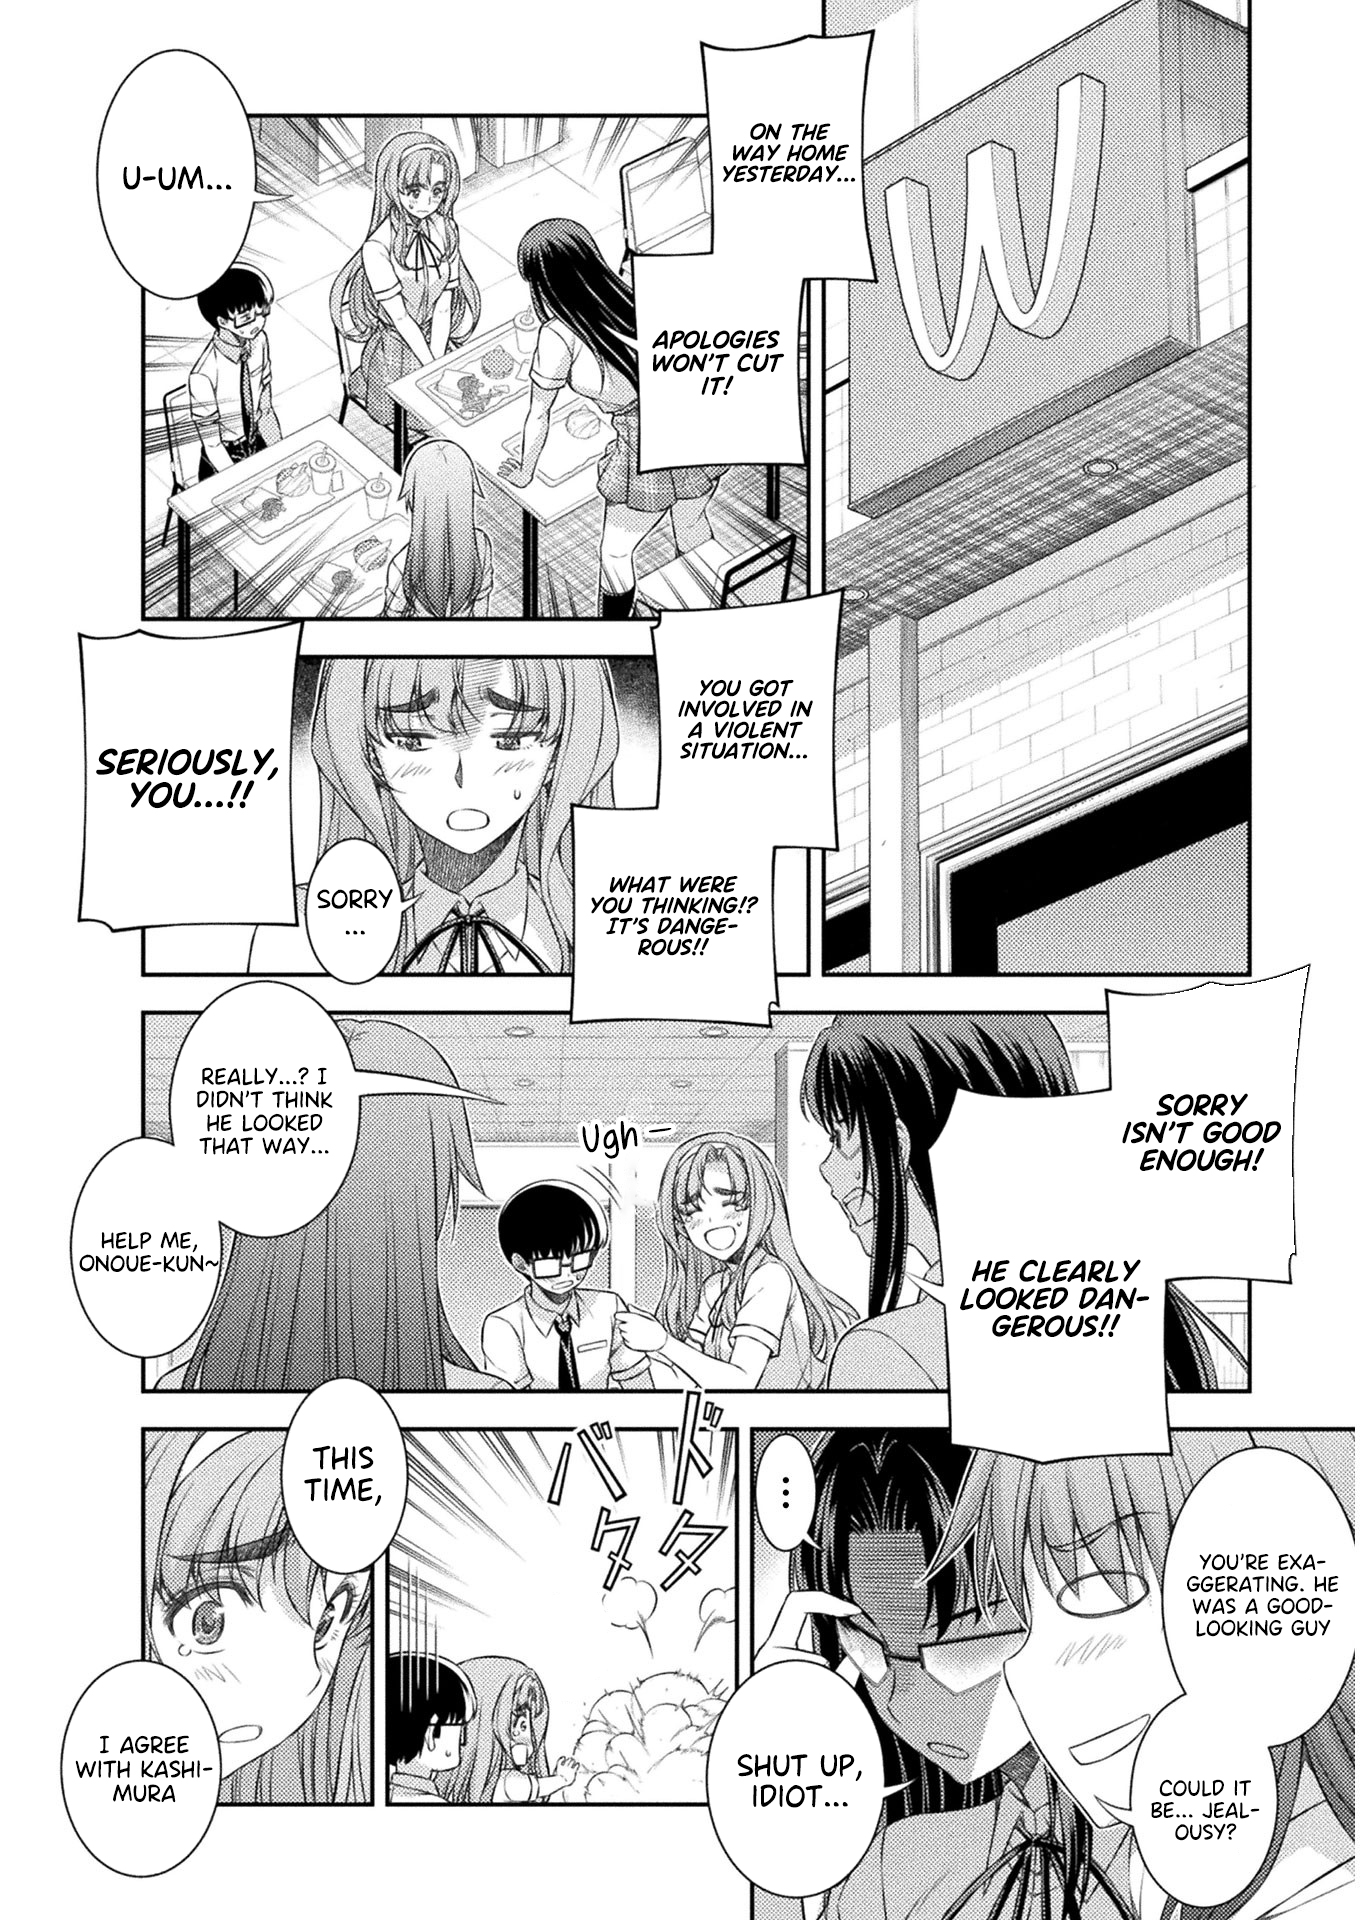 W
ON THE
WAY HOME
YESTERDAY...
APOLOGIES
WON'T CUT
IT!
U-UM...
YOU GOT
INVOLVED IN
A VIOLENT
SITUATION...
WHAT WERE
YOU THINKING!?
IT'S DANGE-
ROUS!!
SORRY
...
SERIOUSLY,
YOU...!!
SORRY
ISN'T GOOD
ENOUGH!
HE CLEARLY
LOOKED DAN-
GEROUS!!
Ugh—
REALLY...? I
DIDN'T THINK
HE LOOKED
THAT WAY...
HELP ME,
ONOUE-KUN~
YOU'RE EXA-
GGERATING. HE
WAS A GOOD-
LOOKING GUY
COULD IT
BE... JEAL-
OUSY?
...
SHUT UP,
IDIOT...
ドタ
バタ
THIS
TIME,
I AGREE
WITH KASHI-
MURA